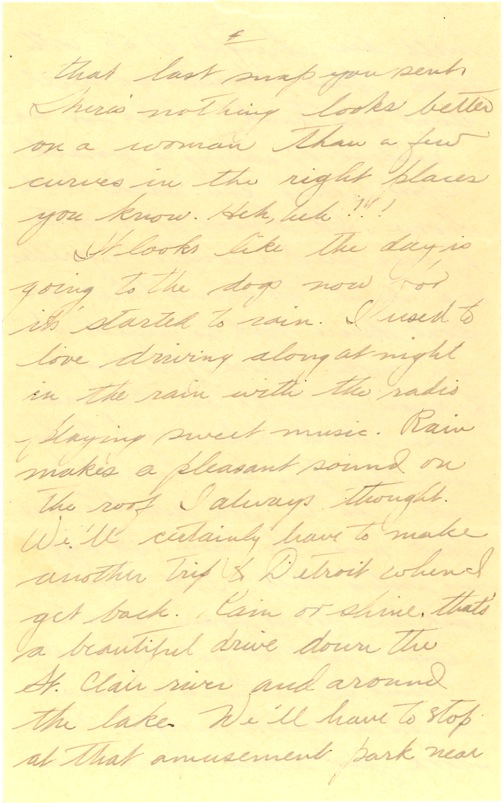 that last snap you sent.
There's nothing looks better
on a woman than a few
curves in the right places
you know. Heh, heh !!!
It looks like the day is
going to the dogs now for
it's started to rain. I used to
love driving along at night
in the rain with the radio
playing sweet music. Rain
makes a pleasant sound on
the roof I always thought.
We'll certainly have to make
another trip to Detroit when I
get back. Rain or shine, that's
a beautiful drive down the
St. Clair river and around
the lake. We'll have to stop
at that amusement park near